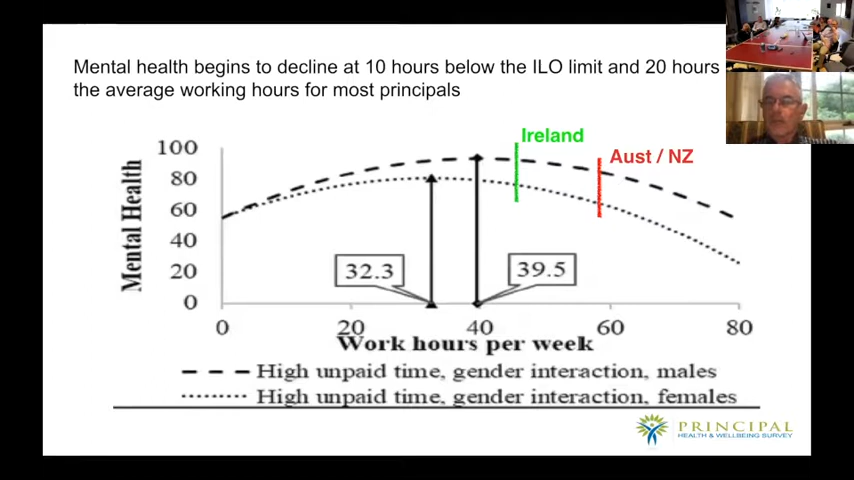 Mental health begins to decline at 10 hours below the ILO limit and 20 hours
the average working hours for most principals
Ireland
Aust / NZ
Mental Health
100
80
60
40
20
0
32.3
39.5
0
20
40
60
80
Work hours per week
High unpaid time, gender interaction, males
High unpaid time, gender interaction, females
PRINCIPAL
HEALTH & WELLBEING SURVEY